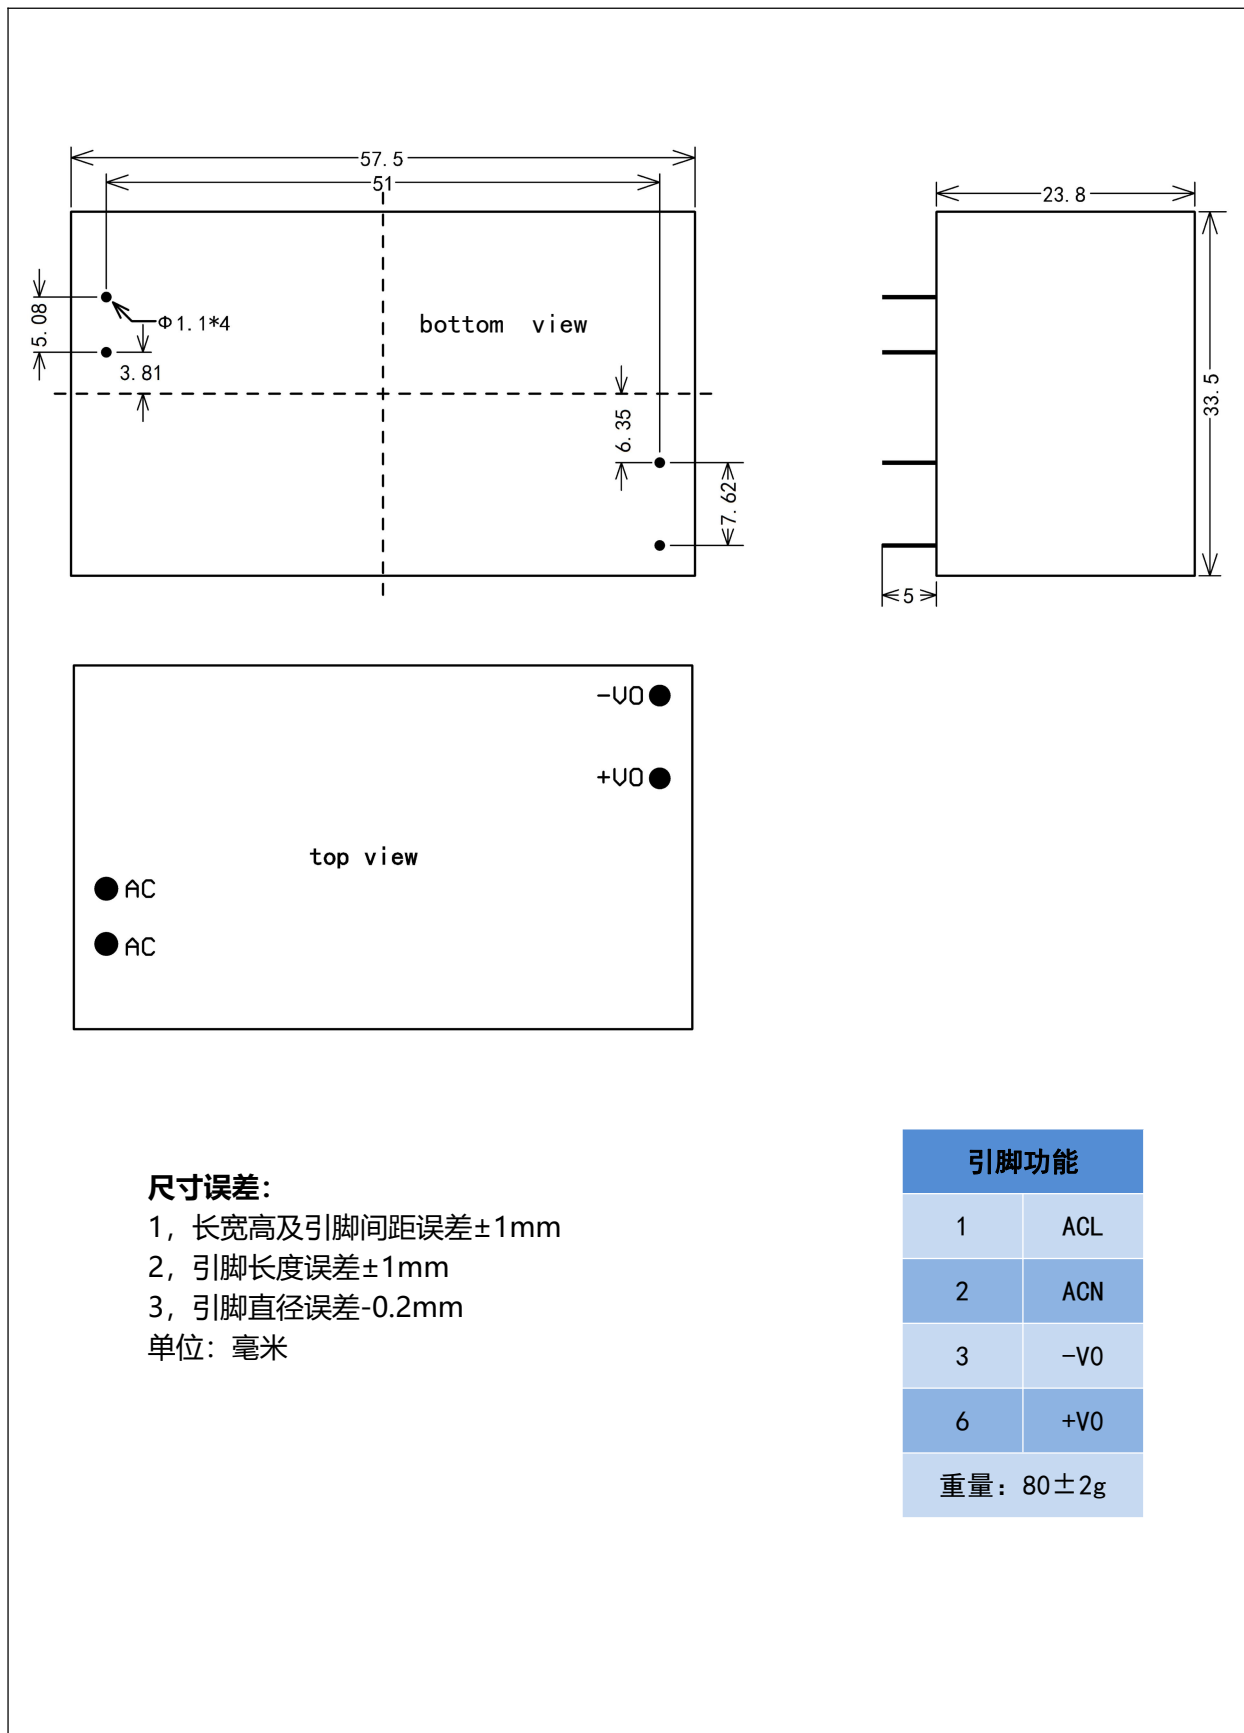 57.5
51
23.8
5.08
Φ1.1*4
3.81
bottom view
6.35
7.62
33.5
5
-VO
+VO
top view
AC
AC
尺寸误差：
1，长宽高及引脚间距误差±1mm
2，引脚长度误差±1mm
3，引脚直径误差-0.2mm
单位：毫米
引脚功能
1 ACL
2 ACN
3 -VO
6 +VO
重量：80±2g